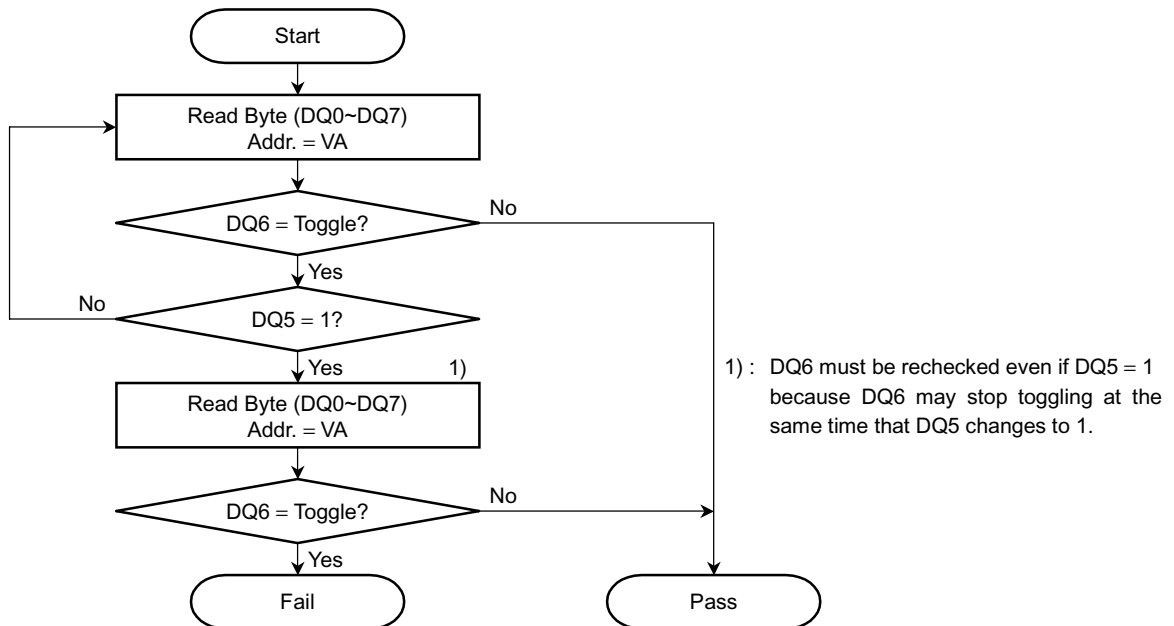 Start
Read Byte (DQ0~DQ7)
Addr. = VA
DQ6 = Toggle?
No
Yes
No
DQ5 = 1?
Yes
1)
Read Byte (DQ0~DQ7)
Addr. = VA
1) : DQ6 must be rechecked even if DQ5 = 1
because DQ6 may stop toggling at the
same time that DQ5 changes to 1.
DQ6 = Toggle?
No
Yes
Fail
Pass